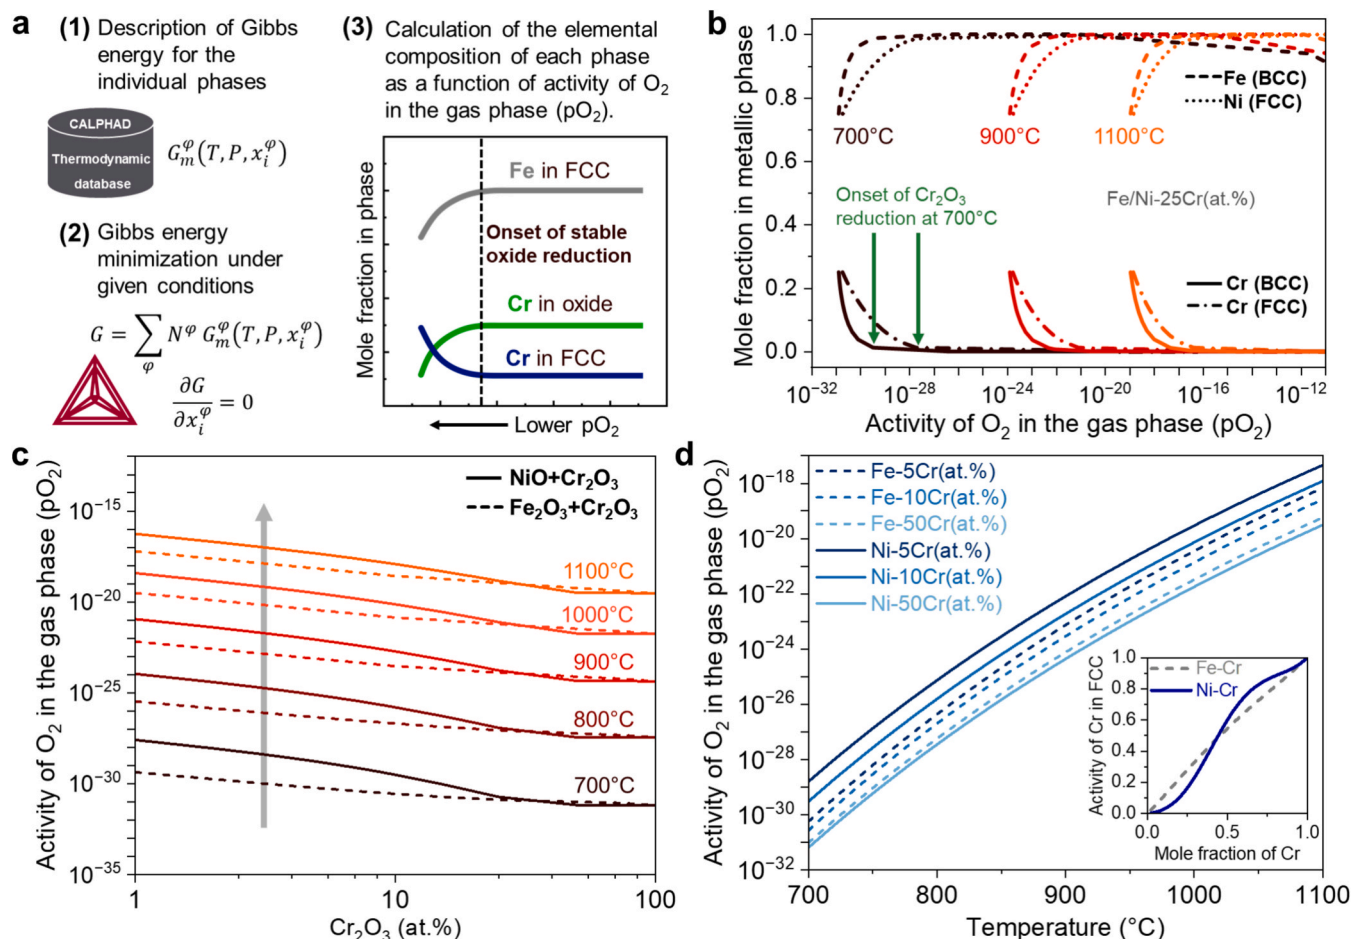 a
(1) Description of Gibbs
energy for the
individual phases
CALPHAD
Thermodynamic
database
G_m^φ(T, P, x_i^φ)
(2) Gibbs energy
minimization under
given conditions
G = ∑_φ N^φ G_m^φ(T, P, x_i^φ)
∂G/∂x_i^φ = 0
(3) Calculation of the elemental
composition of each phase
as a function of activity of O₂
in the gas phase (pO₂).
Mole fraction in phase
Fe in FCC
Onset of stable
oxide reduction
Cr in oxide
Cr in FCC
Lower pO₂
b
Mole fraction in metallic phase
1.0
0.8
0.6
0.4
0.2
0.0
Fe (BCC)
Ni (FCC)
700°C
900°C
1100°C
Onset of Cr₂O₃
reduction at 700°C
Fe/Ni-25Cr(at.%)
Cr (BCC)
Cr (FCC)
10⁻³²
10⁻²⁸
10⁻²⁴
10⁻²⁰
10⁻¹⁶
10⁻¹²
Activity of O₂ in the gas phase (pO₂)
c
Activity of O₂ in the gas phase (pO₂)
10⁻¹⁵
10⁻²⁰
10⁻²⁵
10⁻³⁰
10⁻³⁵
NiO+Cr₂O₃
Fe₂O₃+Cr₂O₃
1100°C
1000°C
900°C
800°C
700°C
1
10
100
Cr₂O₃ (at.%)
d
Activity of O₂ in the gas phase (pO₂)
10⁻¹⁸
10⁻²⁰
10⁻²²
10⁻²⁴
10⁻²⁶
10⁻²⁸
10⁻³⁰
10⁻³²
Fe-5Cr(at.%)
Fe-10Cr(at.%)
Fe-50Cr(at.%)
Ni-5Cr(at.%)
Ni-10Cr(at.%)
Ni-50Cr(at.%)
Activity of Cr in FCC
1.0
0.8
0.6
0.4
0.2
0.0
Fe-Cr
Ni-Cr
0.0
0.5
1.0
Mole fraction of Cr
700
800
900
1000
1100
Temperature (°C)